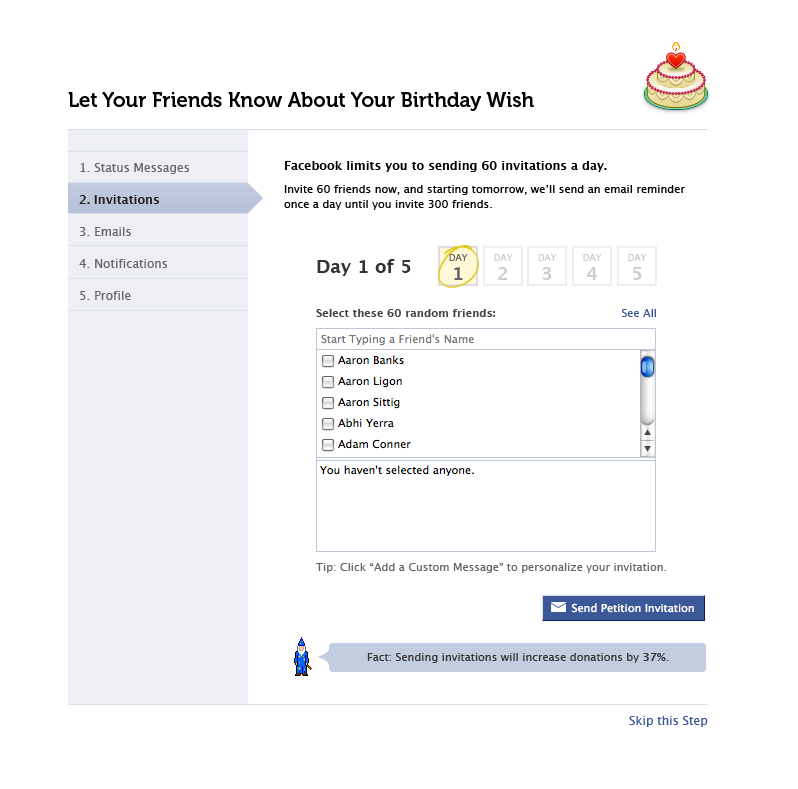 Let Your Friends Know About Your Birthday Wish
1. Status Messages
2. Invitations
3. Emails
4. Notifications
5. Profile
Facebook limits you to sending 60 invitations a day.
Invite 60 friends now, and starting tomorrow, we'll send an email reminder
once a day until you invite 300 friends.
Day 1 of 5
DAY 1
DAY 2
DAY 3
DAY 4
DAY 5
Select these 60 random friends:
See All
Start Typing a Friend's Name
Aaron Banks
Aaron Ligon
Aaron Sittig
Abhi Yerra
Adam Conner
You haven't selected anyone.
Tip: Click “Add a Custom Message” to personalize your invitation.
Send Petition Invitation
Fact: Sending invitations will increase donations by 37%.
Skip this Step